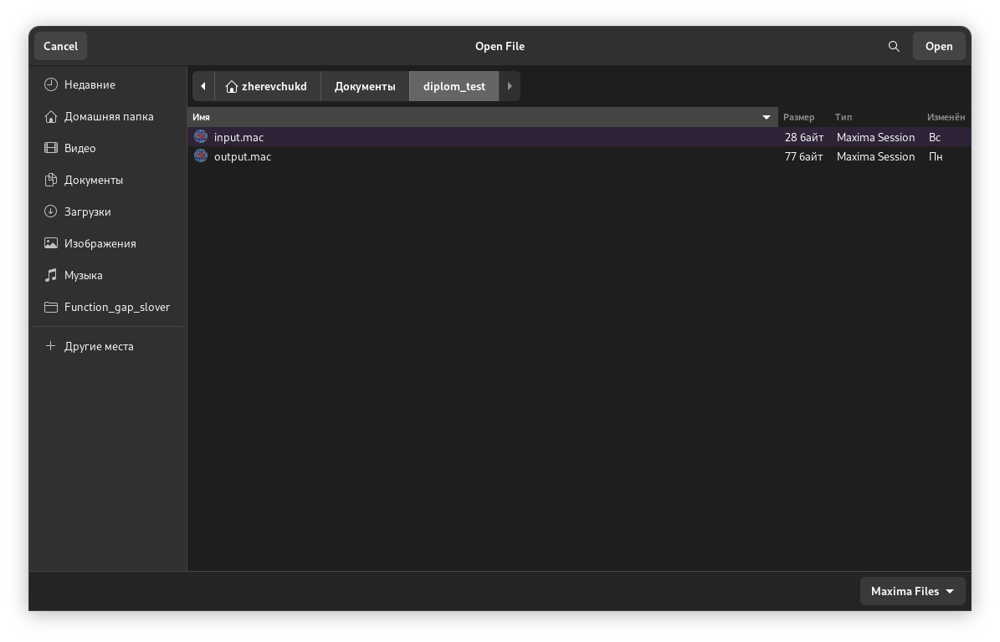 Cancel Open File Open
Недавние
Домашняя папка
Видео
Документы
Загрузки
Изображения
Музыка
Function_gap_slover
Другие места
zherevchukd Документы diplom_test
Имя Размер Тип Изменён
input.mac 28 байт Maxima Session Вс
output.mac 77 байт Maxima Session Пн
Maxima Files